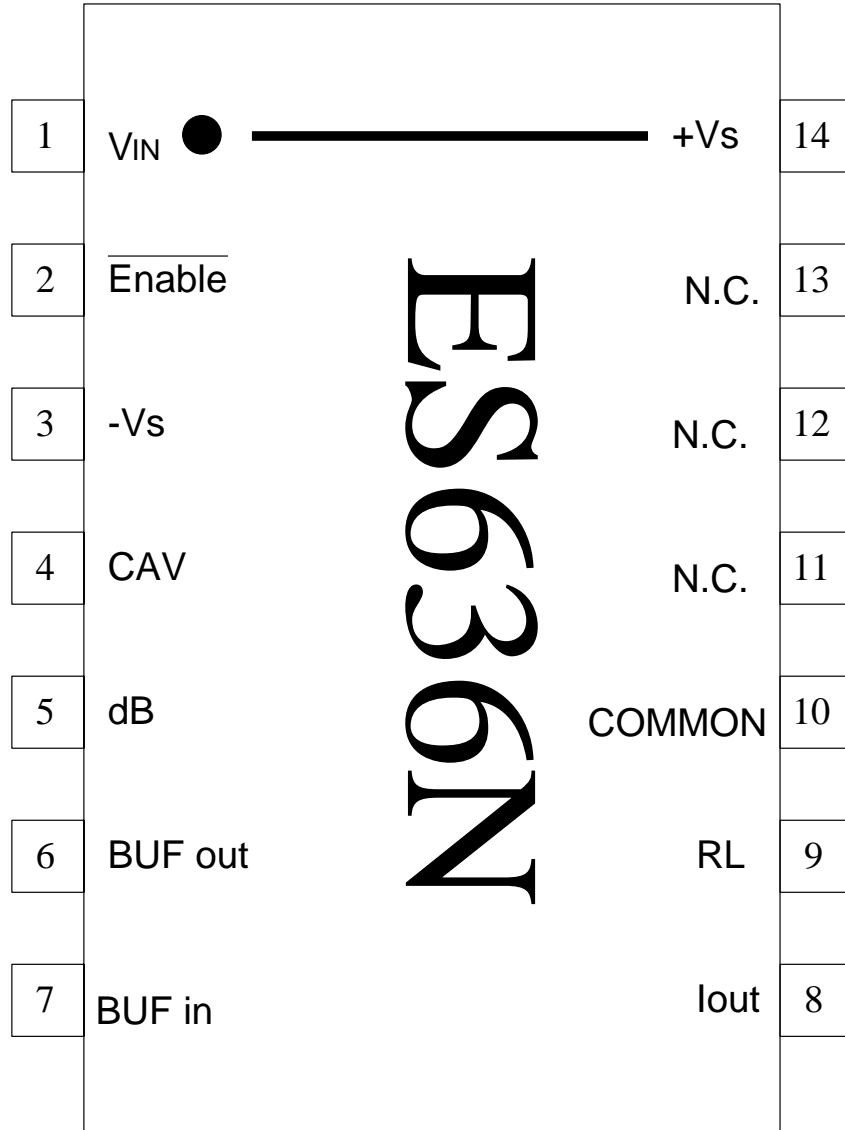 1 VIN +Vs 14
2 Enable N.C. 13
3 -Vs N.C. 12
4 CAV N.C. 11
5 dB COMMON 10
6 BUF out RL 9
7 BUF in Iout 8
ES636N